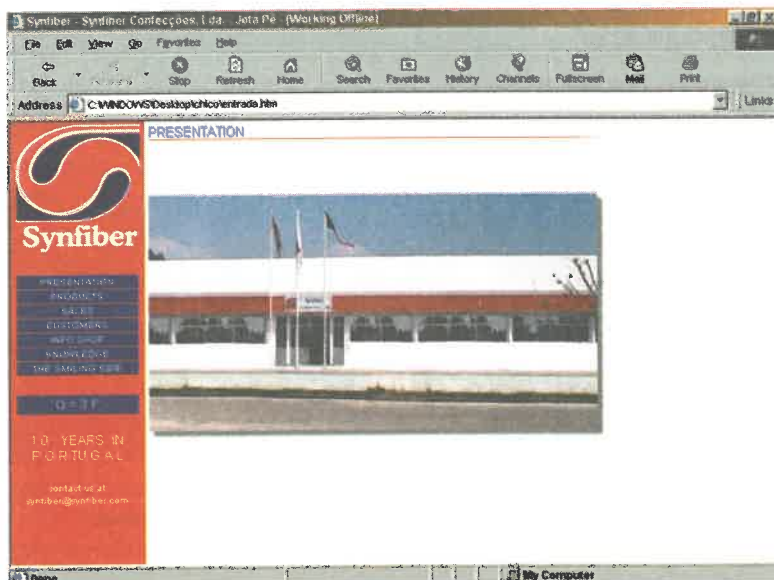 Synfiber - Synfiber Confecções, Lda. Jota Pê - [Working Offline]
File Edit View Go Favorites Help
Back Stop Refresh Home Search Favorites History Channels Fullscreen Mail Print
Address C:\WINDOWS\Desktop\chico\entrada.htm Links
PRESENTATION
Synfiber
PRESENTATION
PRODUCTS
SALES
CUSTOMERS
INFO SHOP
KNOWLEDGE
THE SMILING SIDE
10 YEARS IN
PORTUGAL
contact us at
synfiber@synfiber.com
Done My Computer